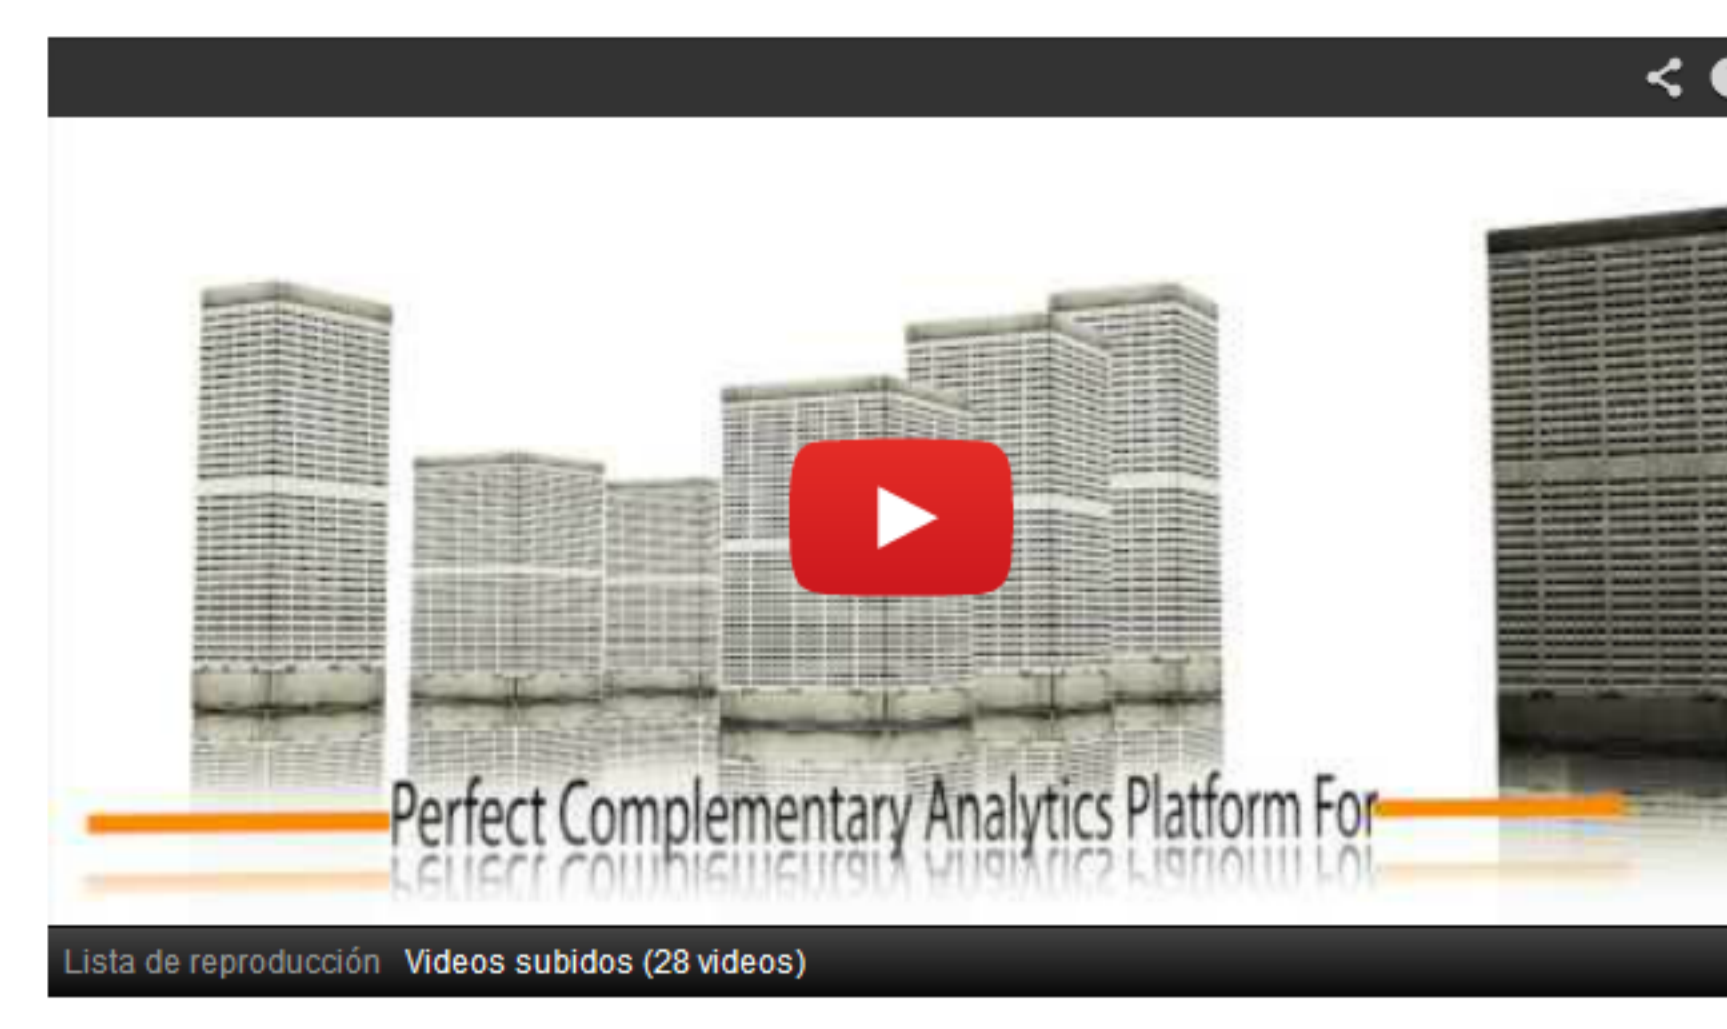 Perfect Complementary Analytics Platform For
Lista de reproducción Videos subidos (28 videos)